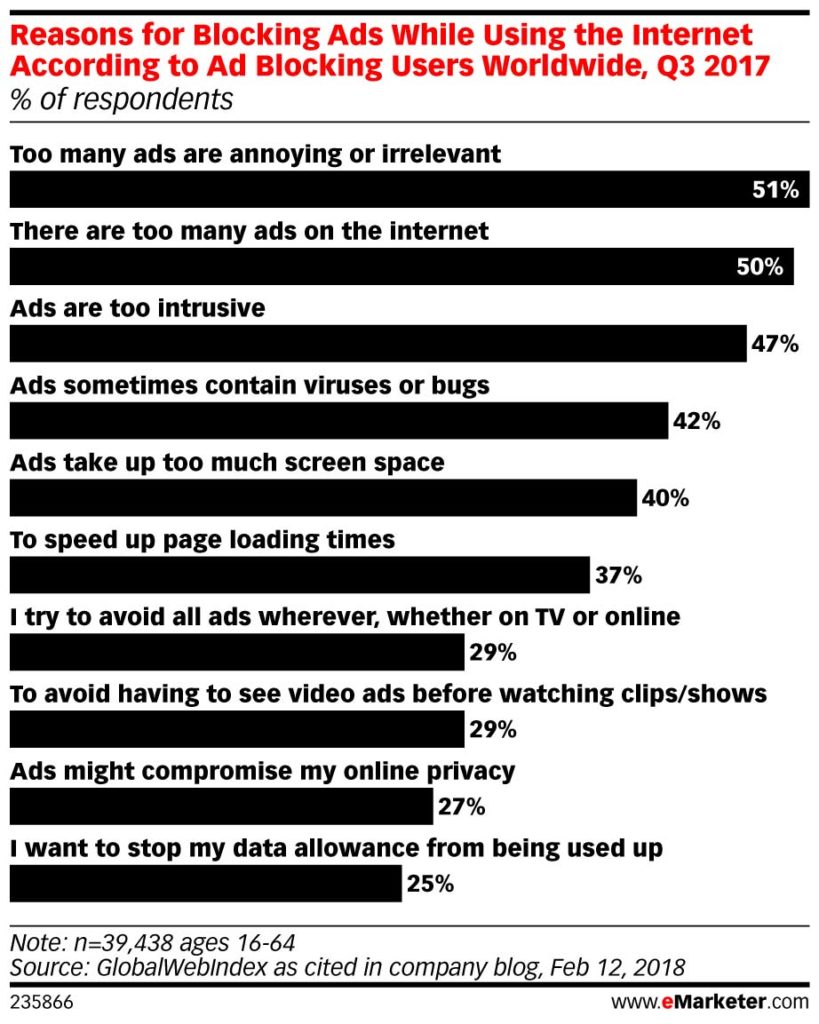 Reasons for Blocking Ads While Using the Internet
According to Ad Blocking Users Worldwide, Q3 2017
% of respondents
Too many ads are annoying or irrelevant
51%
There are too many ads on the internet
50%
Ads are too intrusive
47%
Ads sometimes contain viruses or bugs
42%
Ads take up too much screen space
40%
To speed up page loading times
37%
I try to avoid all ads wherever, whether on TV or online
29%
To avoid having to see video ads before watching clips/shows
29%
Ads might compromise my online privacy
27%
I want to stop my data allowance from being used up
25%
Note: n=39,438 ages 16-64
Source: GlobalWebIndex as cited in company blog, Feb 12, 2018
235866
www.eMarketer.com